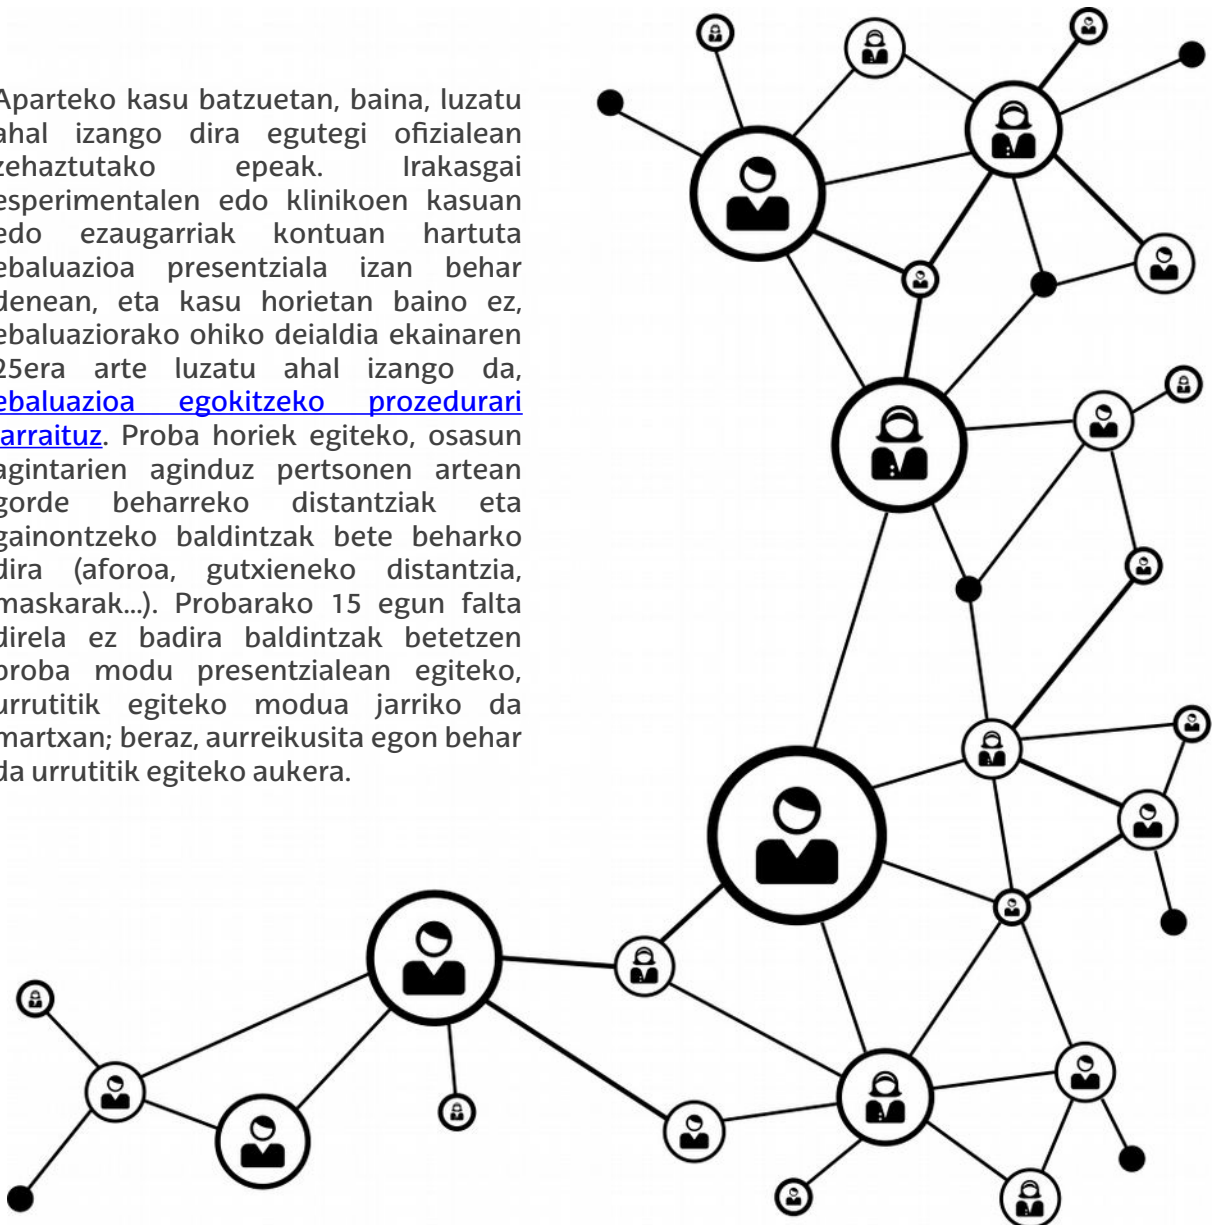 Aparteko kasu batzuetan, baina, luzatu
ahal izango dira egutegi ofizialean
zehaztutako epeak. Irakasgai
esperimentalen edo klinikoen kasuan
edo ezaugarriak kontuan hartuta
ebaluazioa presentziala izan behar
denean, eta kasu horietan baino ez,
ebaluaziorako ohiko deialdia ekainaren
25era arte luzatu ahal izango da,
ebaluazioa egokitzeko prozedurari
jarraituz. Proba horiek egiteko, osasun
agintarien aginduz pertsonen artean
gorde beharreko distantziak eta
gainontzeko baldintzak bete beharko
dira (aforoa, gutxieneko distantzia,
maskarak...). Probarako 15 egun falta
direla ez badira baldintzak betetzen
proba modu presentzialean egiteko,
urrutitik egiteko modua jarriko da
martxan; beraz, aurreikusita egon behar
da urrutitik egiteko aukera.